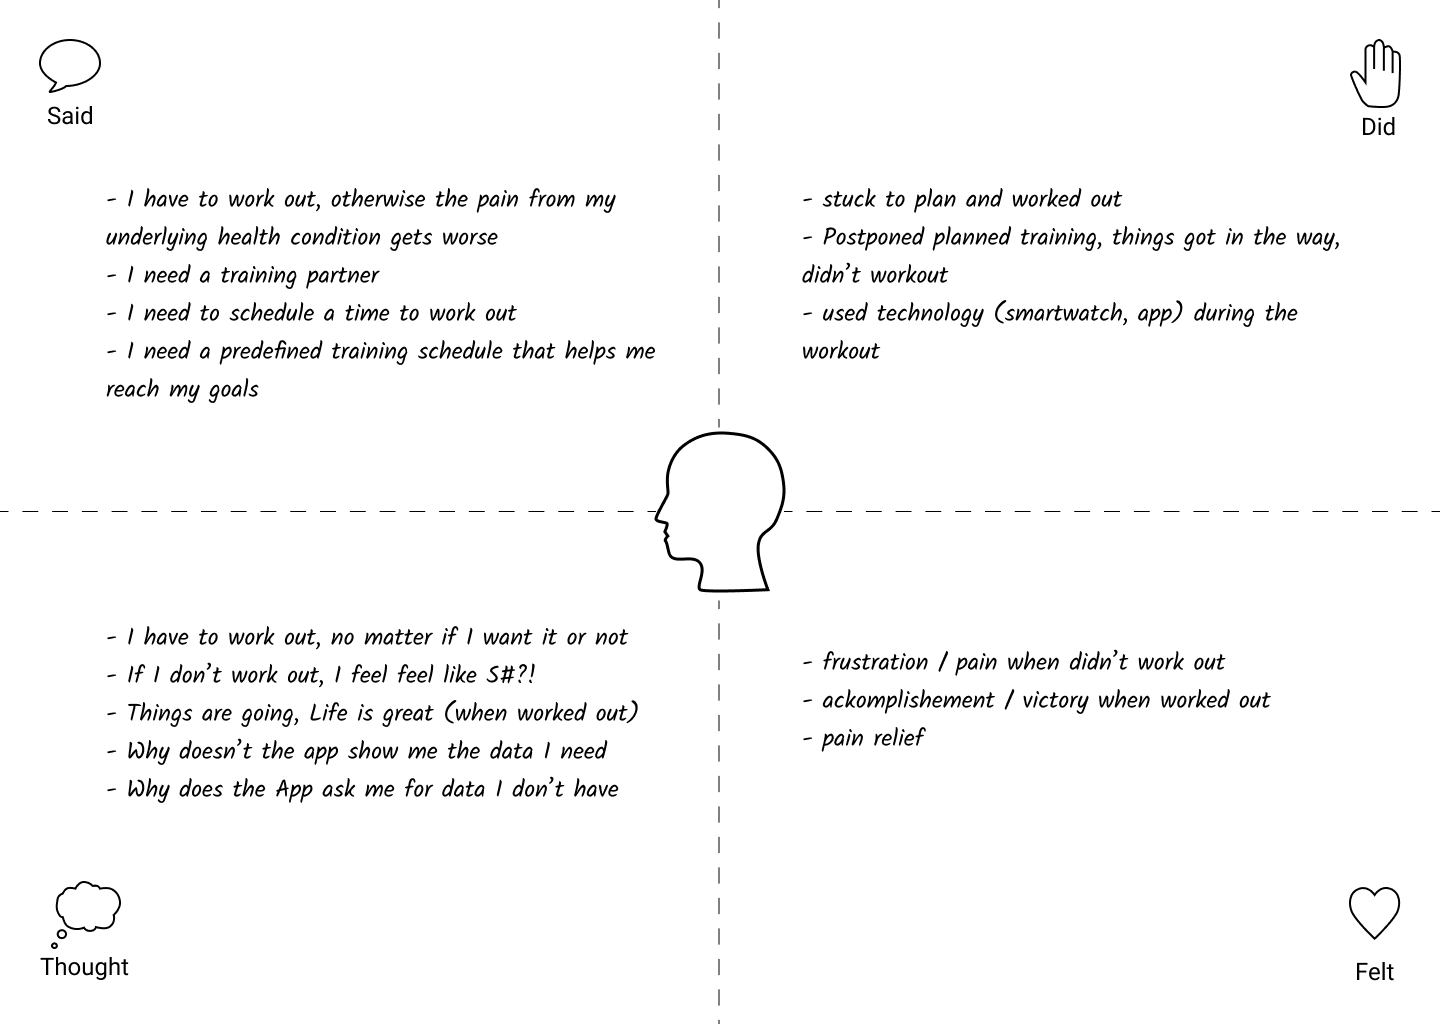 Said
- I have to work out, otherwise the pain from my
underlying health condition gets worse
- I need a training partner
- I need to schedule a time to work out
- I need a predefined training schedule that helps me
reach my goals
Did
- stuck to plan and worked out
- Postponed planned training, things got in the way,
didn't workout
- used technology (smartwatch, app) during the
workout
- I have to work out, no matter if I want it or not
- If I don't work out, I feel feel like S#?!
- Things are going, Life is great (when worked out)
- Why doesn't the app show me the data I need
- Why does the App ask me for data I don't have
Thought
- frustration / pain when didn't work out
- ackomplishement / victory when worked out
- pain relief
Felt